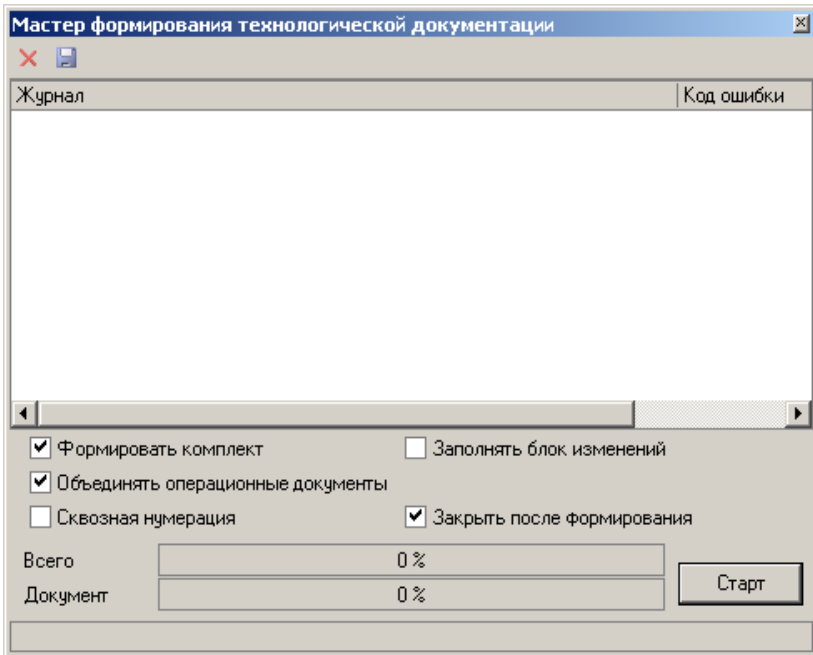 Мастер формирования технологической документации
Журнал Код ошибки
Формировать комплект Заполнять блок изменений
Объединять операционные документы
Сквозная нумерация Закрыть после формирования
Всего 0 %
Документ 0 %
Старт